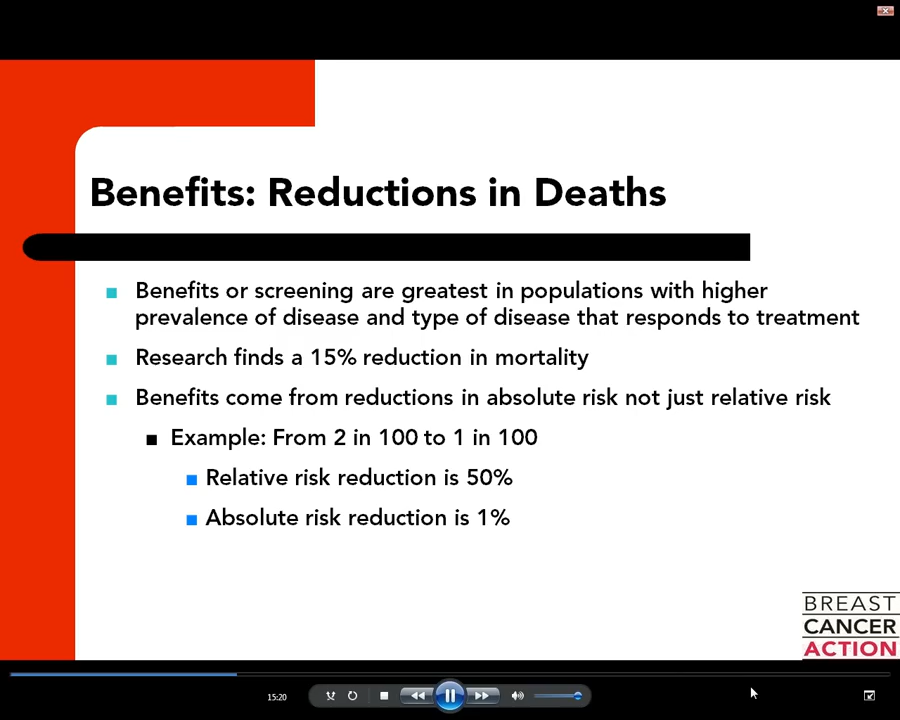 Benefits: Reductions in Deaths
Benefits or screening are greatest in populations with higher
prevalence of disease and type of disease that responds to treatment
Research finds a 15% reduction in mortality
Benefits come from reductions in absolute risk not just relative risk
Example: From 2 in 100 to 1 in 100
Relative risk reduction is 50%
Absolute risk reduction is 1%
BREAST
CANCER
ACTION
15:20